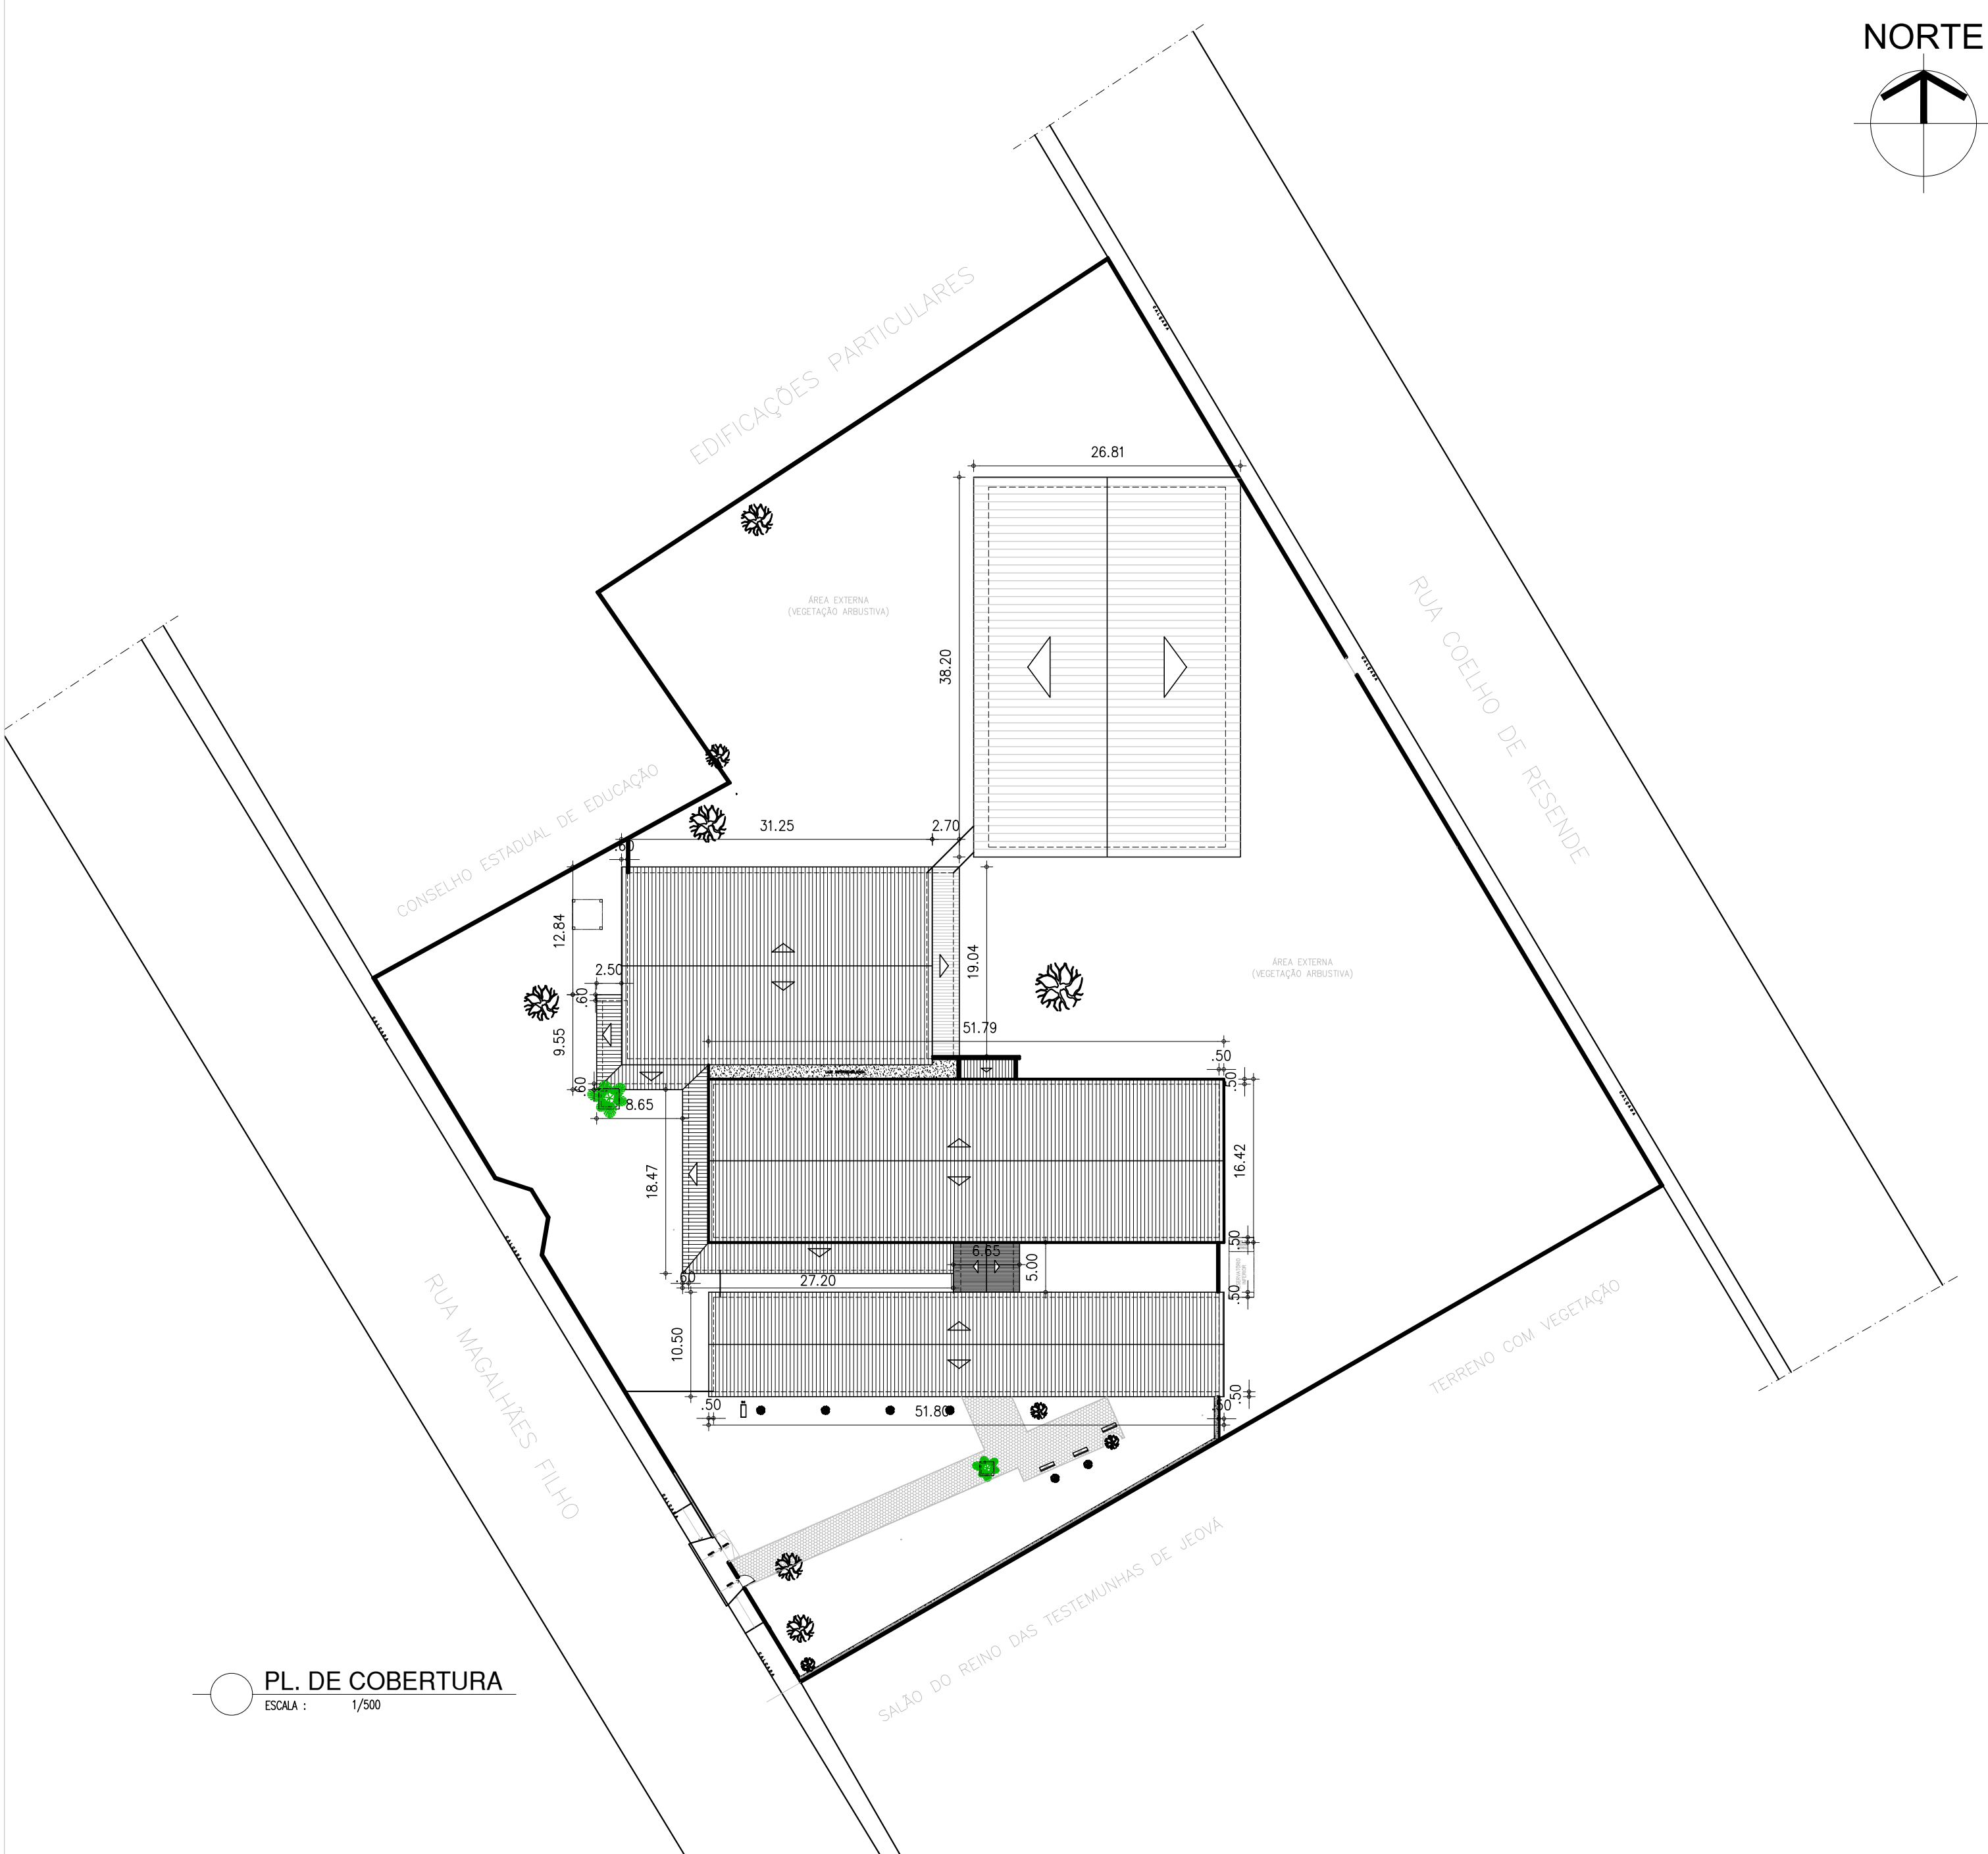 NORTE
EDIFICAÇÕES PARTICULARES
26.81
ÁREA EXTERNA
(VEGETAÇÃO ARBUSTIVA)
RUA COELHO DE RESENDE
38.20
CONSELHO ESTADUAL DE EDUCAÇÃO
31.25
2.70
.60
12.84
19.04
ÁREA EXTERNA
(VEGETAÇÃO ARBUSTIVA)
2.50
.60
9.55
51.79
.50
.50
.60
8.65
16.42
18.47
.50
6.65
5.00
.60
27.20
.50
RUA MAGALHÃES FILHO
10.50
TERRENO COM VEGETAÇÃO
.50
.50
51.80
.50
SALÃO DO REINO DAS TESTEMUNHAS DE JEOVÁ
PL. DE COBERTURA
ESCALA : 1/500